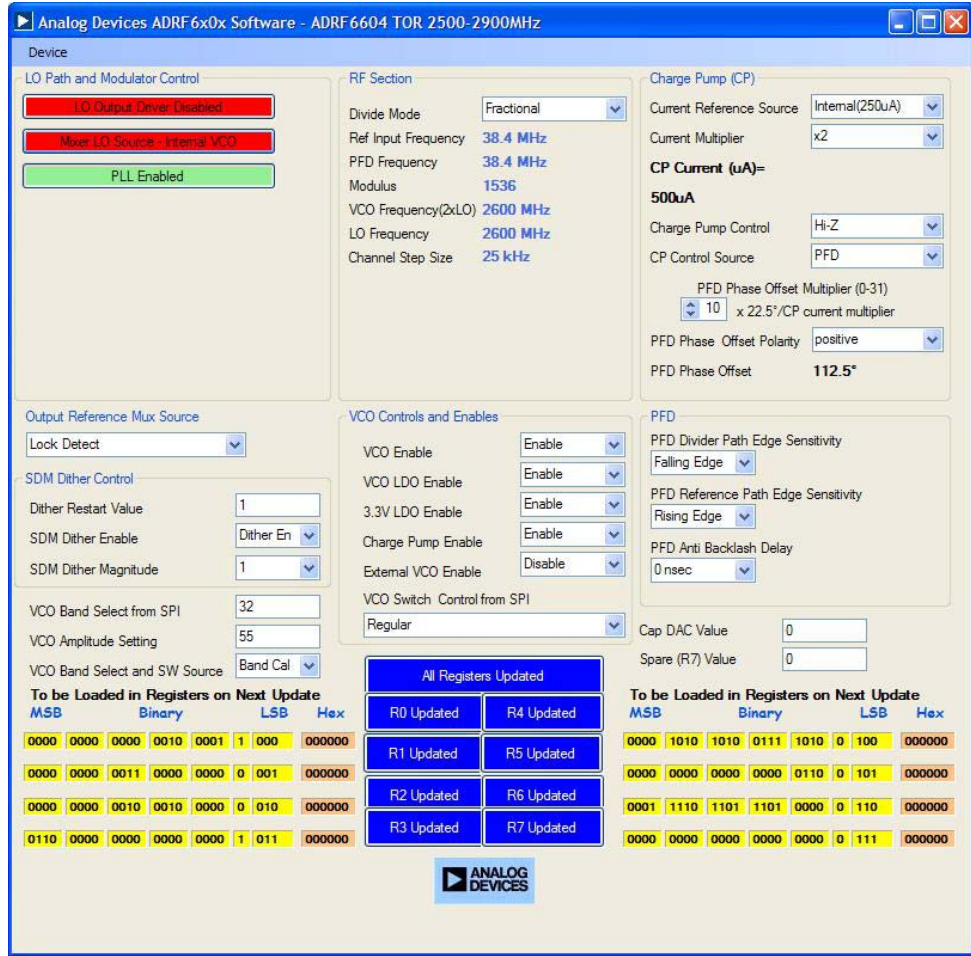 Analog Devices ADRF6x0x Software - ADRF6604 TOR 2500-2900MHz
Device
LO Path and Modulator Control
LO Output Driver Disabled
Mixer LO Source - Internal VCO
PLL Enabled
RF Section
Divide Mode Fractional
Ref Input Frequency 38.4 MHz
PFD Frequency 38.4 MHz
Modulus 1536
VCO Frequency(2xLO) 2600 MHz
LO Frequency 2600 MHz
Channel Step Size 25 kHz
Charge Pump (CP)
Current Reference Source Internal(250uA)
Current Multiplier x2
CP Current (uA)=
500uA
Charge Pump Control Hi-Z
CP Control Source PFD
PFD Phase Offset Multiplier (0-31)
10 x 22.5°/CP current multiplier
PFD Phase Offset Polarity positive
PFD Phase Offset 112.5°
Output Reference Mux Source
Lock Detect
SDM Dither Control
Dither Restart Value 1
SDM Dither Enable Dither En
SDM Dither Magnitude 1
VCO Band Select from SPI 32
VCO Amplitude Setting 55
VCO Band Select and SW Source Band Cal
VCO Controls and Enables
VCO Enable Enable
VCO LDO Enable Enable
3.3V LDO Enable Enable
Charge Pump Enable Enable
External VCO Enable Disable
VCO Switch Control from SPI
Regular
PFD
PFD Divider Path Edge Sensitivity
Falling Edge
PFD Reference Path Edge Sensitivity
Rising Edge
PFD Anti Backlash Delay
0 nsec
Cap DAC Value 0
Spare (R7) Value 0
To be Loaded in Registers on Next Update
MSB Binary LSB Hex
0000 0000 0000 0010 0001 1 000 000000
0000 0000 0011 0000 0000 0 001 000000
0000 0000 0010 0010 0000 0 010 000000
0110 0000 0000 0000 0000 1 011 000000
All Registers Updated
R0 Updated R4 Updated
R1 Updated R5 Updated
R2 Updated R6 Updated
R3 Updated R7 Updated
To be Loaded in Registers on Next Update
MSB Binary LSB Hex
0000 1010 1010 0111 1010 0 100 000000
0000 0000 0000 0000 0110 0 101 000000
0001 1110 1101 1101 0000 0 110 000000
0000 0000 0000 0000 0000 0 111 000000
ANALOG
DEVICES